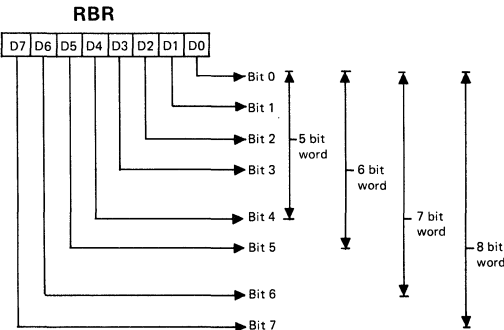 RBR
D7 D6 D5 D4 D3 D2 D1 D0
Bit 0
Bit 1
Bit 2
Bit 3
Bit 4
Bit 5
Bit 6
Bit 7
5 bit
word
6 bit
word
7 bit
word
8 bit
word